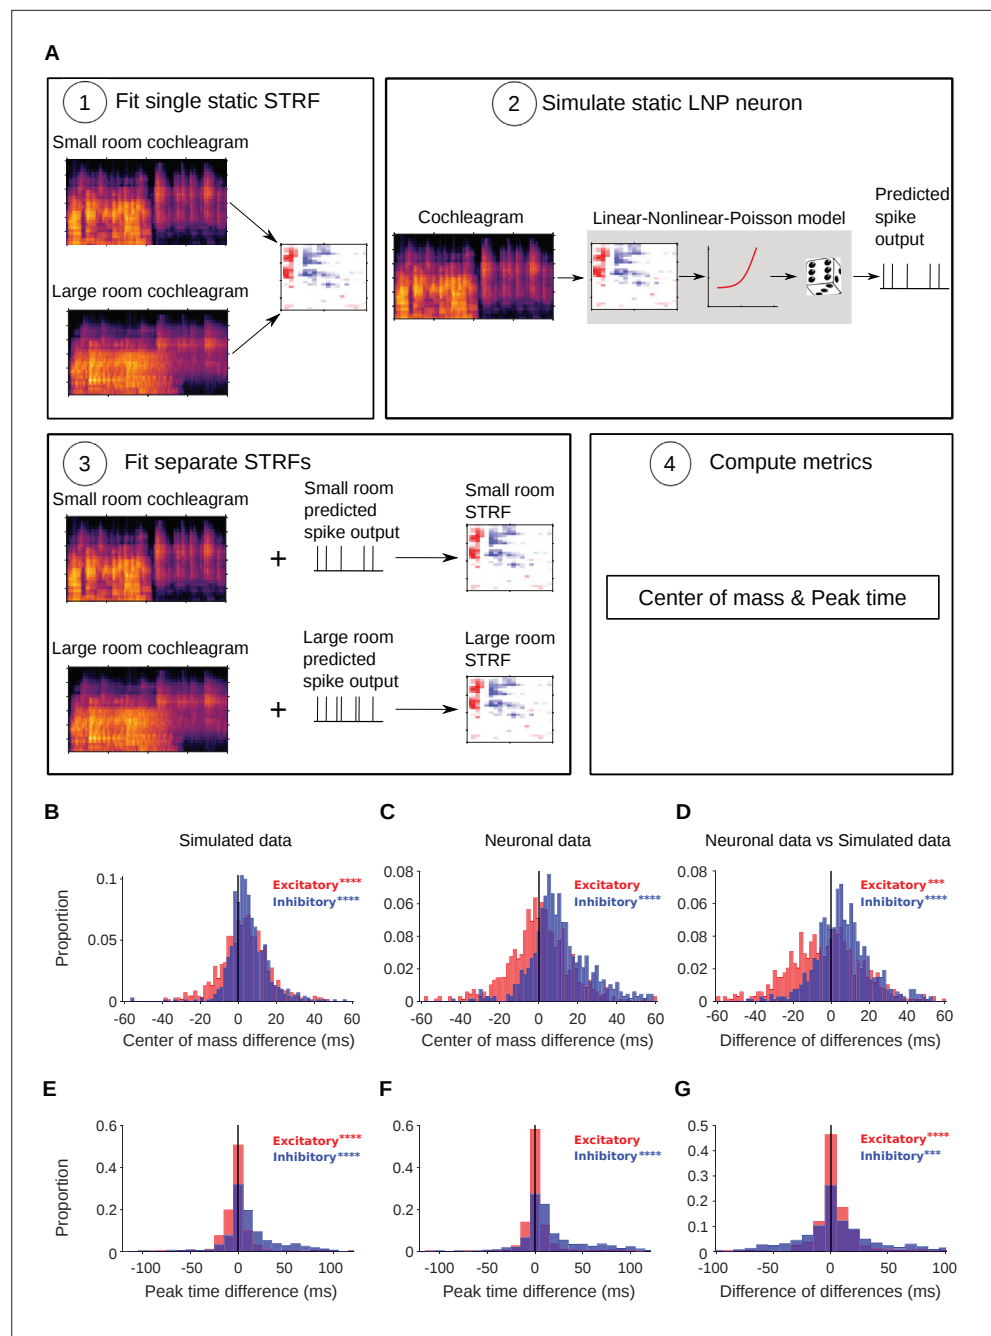 A
1 Fit single static STRF
Small room cochleagram
Large room cochleagram
2 Simulate static LNP neuron
Cochleagram
Linear-Nonlinear-Poisson model
Predicted
spike
output
3 Fit separate STRFs
Small room cochleagram
+
Small room
predicted
spike output
Small room
STRF
Large room cochleagram
+
Large room
predicted
spike output
Large room
STRF
4 Compute metrics
Center of mass & Peak time
B
Simulated data
Excitatory****
Inhibitory****
Proportion
0.1
0.05
0
-60 -40 -20 0 20 40 60
Center of mass difference (ms)
C
Neuronal data
Excitatory
Inhibitory****
0.08
0.08
0.02
0
-60 -40 -20 0 20 40 60
Center of mass difference (ms)
D
Neuronal data vs Simulated data
Excitatory***
Inhibitory****
0.08
0.08
0.02
0
-60 -40 -20 0 20 40 60
Difference of differences (ms)
E
Excitatory****
Inhibitory****
Proportion
0.6
0.4
0.2
0
-100 -50 0 50 100
Peak time difference (ms)
F
Excitatory
Inhibitory****
0.6
0.4
0.2
0
-100 -50 0 50 100
Peak time difference (ms)
G
Excitatory****
Inhibitory***
0.5
0.4
0.3
0.2
0.1
0
-100 -50 0 50 100
Difference of differences (ms)